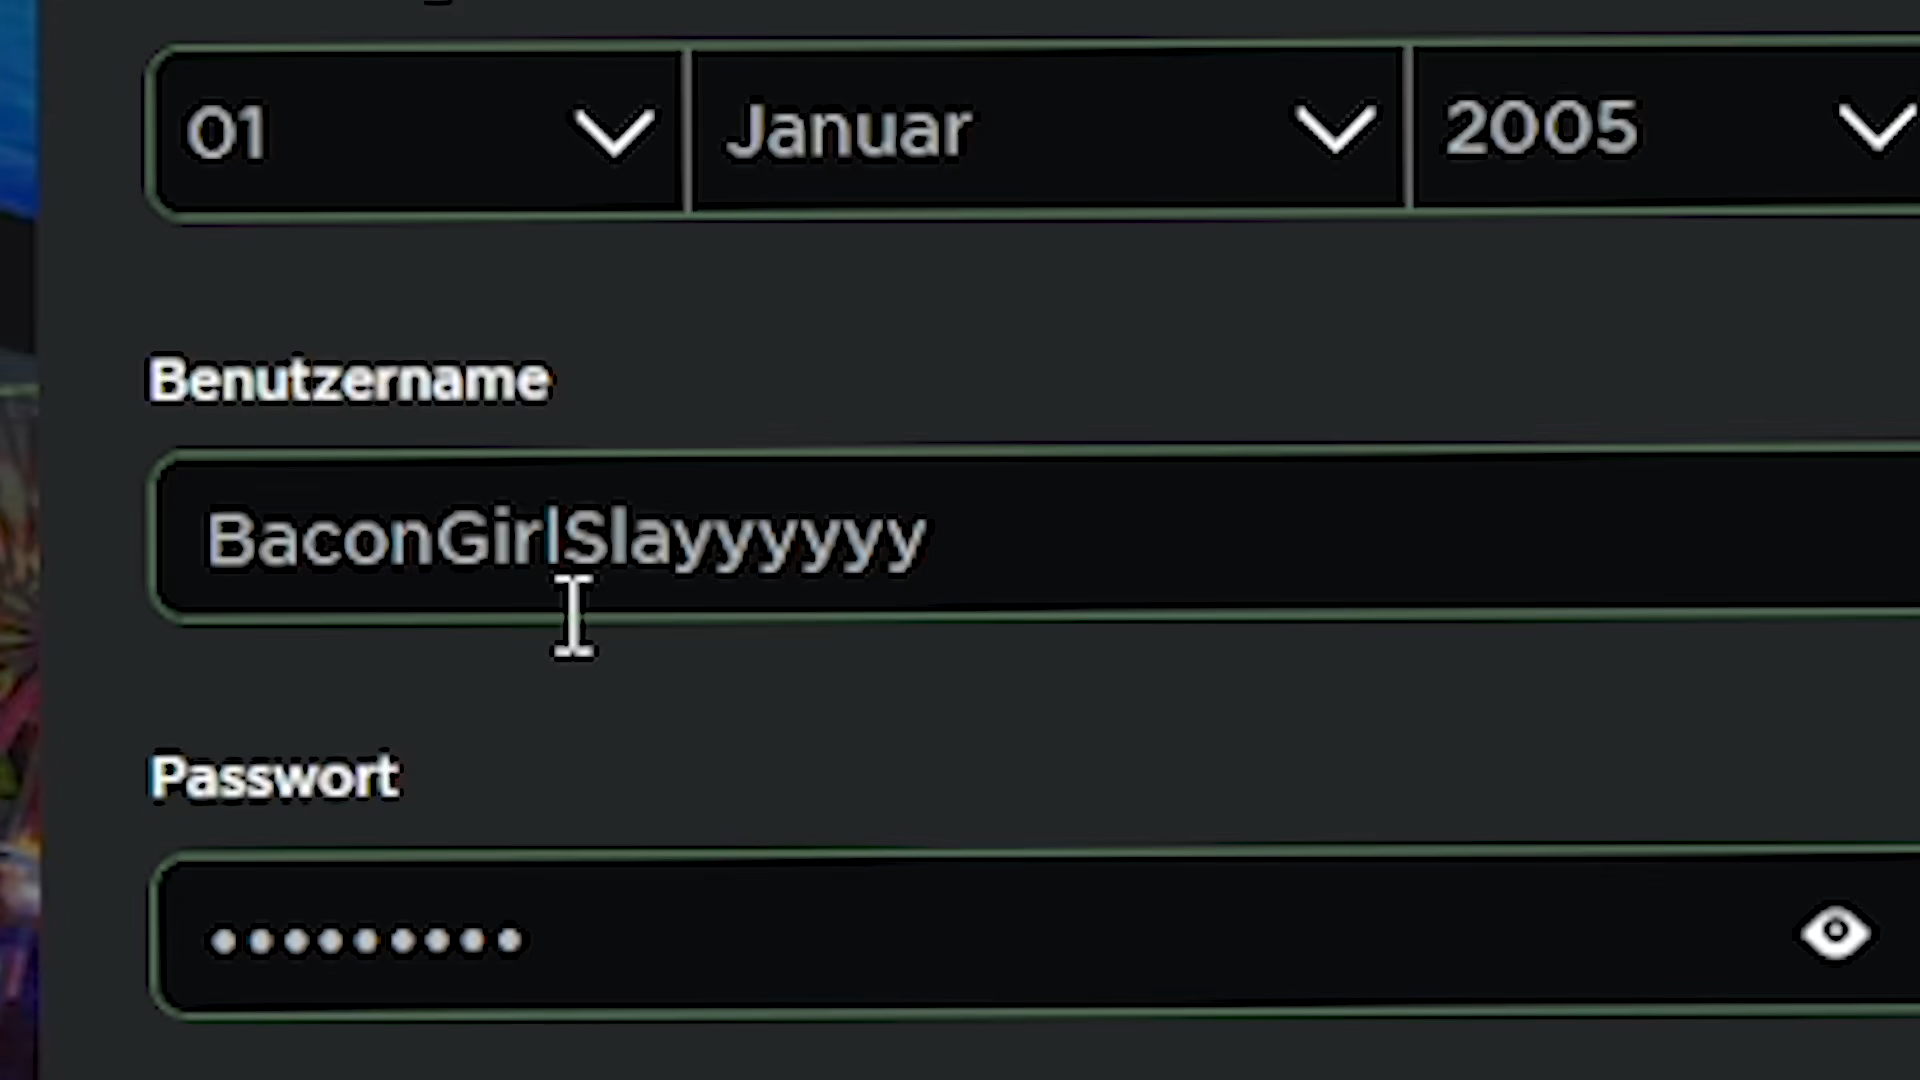 01 Januar 2005
Benutzername
BaconGirlSlayyyyyy
Passwort
•••••••••